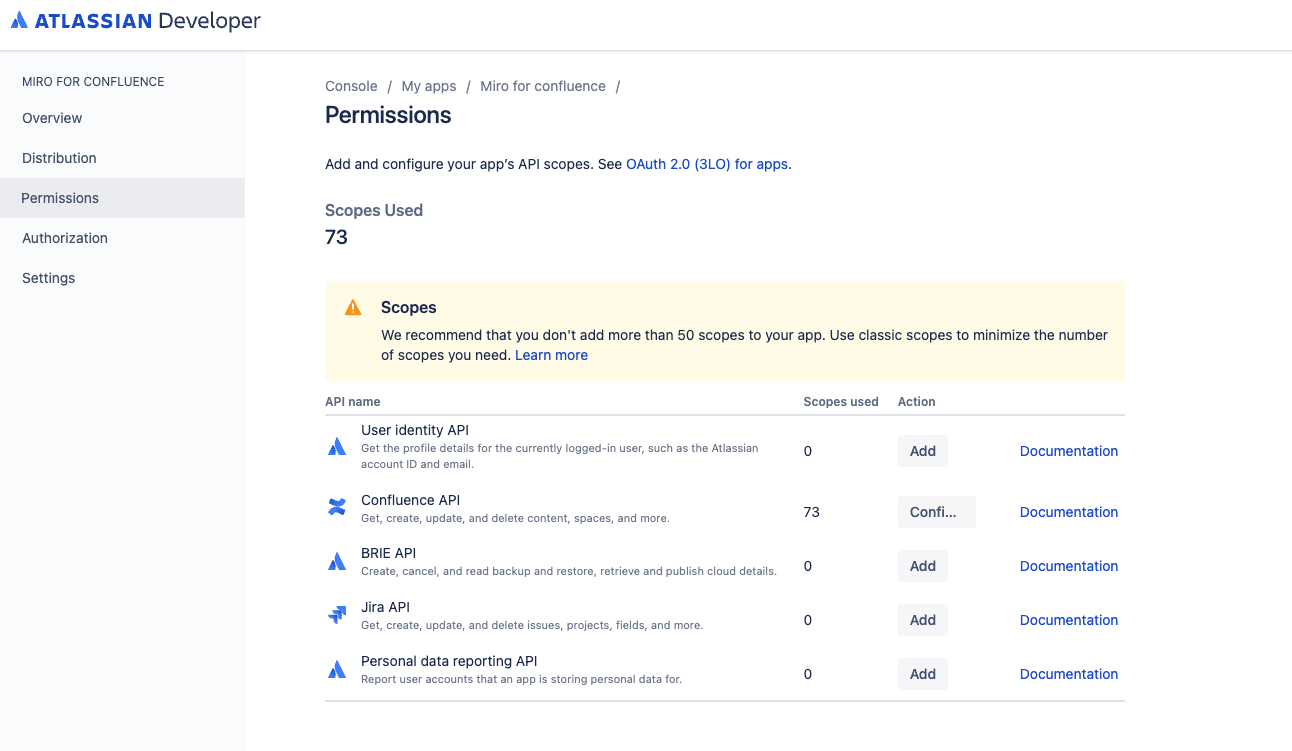 ATLASSIAN Developer
MIRO FOR CONFLUENCE
Overview
Distribution
Permissions
Authorization
Settings
Console / My apps / Miro for confluence /
Permissions
Add and configure your app’s API scopes. See OAuth 2.0 (3LO) for apps.
Scopes Used
73
Scopes
We recommend that you don't add more than 50 scopes to your app. Use classic scopes to minimize the number
of scopes you need. Learn more
API name Scopes used Action
User identity API
Get the profile details for the currently logged-in user, such as the Atlassian
account ID and email.
0 Add Documentation
Confluence API
Get, create, update, and delete content, spaces, and more.
73 Confi... Documentation
BRIE API
Create, cancel, and read backup and restore, retrieve and publish cloud details.
0 Add Documentation
Jira API
Get, create, update, and delete issues, projects, fields, and more.
0 Add Documentation
Personal data reporting API
Report user accounts that an app is storing personal data for.
0 Add Documentation